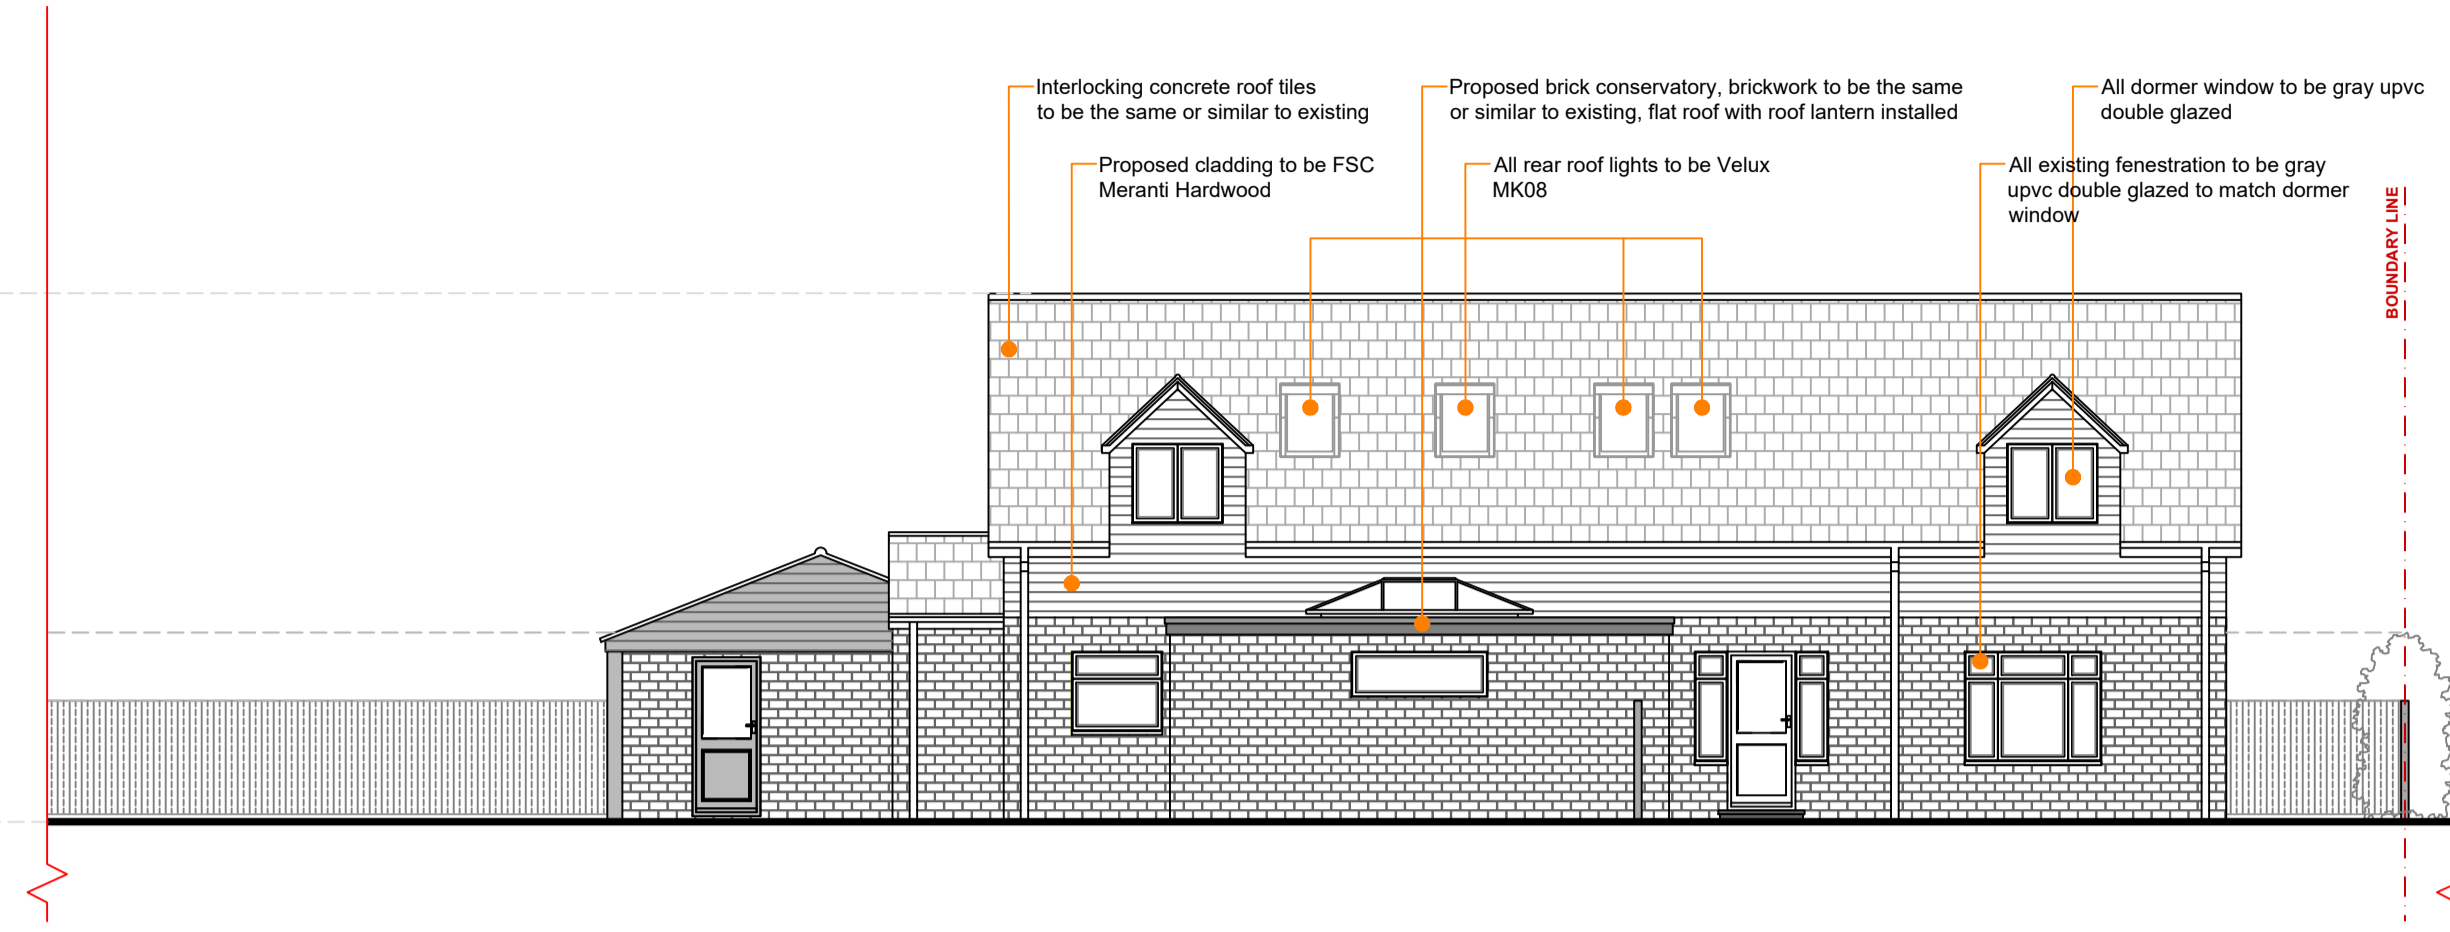 Interlocking concrete roof tiles
to be the same or similar to existing
Proposed brick conservatory, brickwork to be the same
or similar to existing, flat roof with roof lantern installed
All dormer window to be gray upvc
double glazed
Proposed cladding to be FSC
Meranti Hardwood
All rear roof lights to be Velux
MK08
All existing fenestration to be gray
upvc double glazed to match dormer
window
BOUNDARY LINE